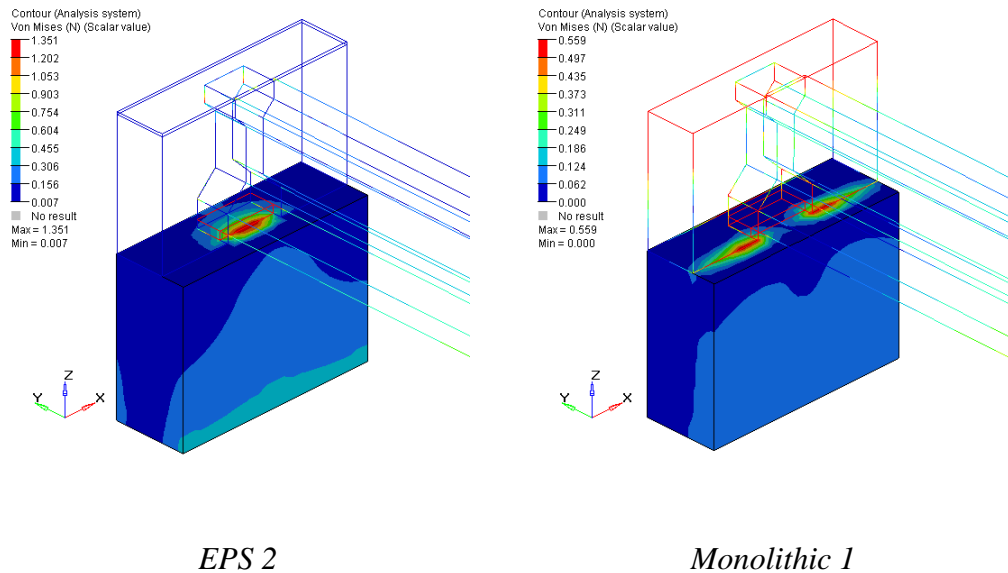 Contour (Analysis system)
Von Mises (N) (Scalar value)
1.351
1.202
1.053
0.903
0.754
0.604
0.455
0.306
0.156
0.007
No result
Max = 1.351
Min = 0.007
Z
Y
X
EPS 2
Contour (Analysis system)
Von Mises (N) (Scalar value)
0.559
0.497
0.435
0.373
0.311
0.249
0.186
0.124
0.062
0.000
No result
Max = 0.559
Min = 0.000
Z
Y
X
Monolithic 1